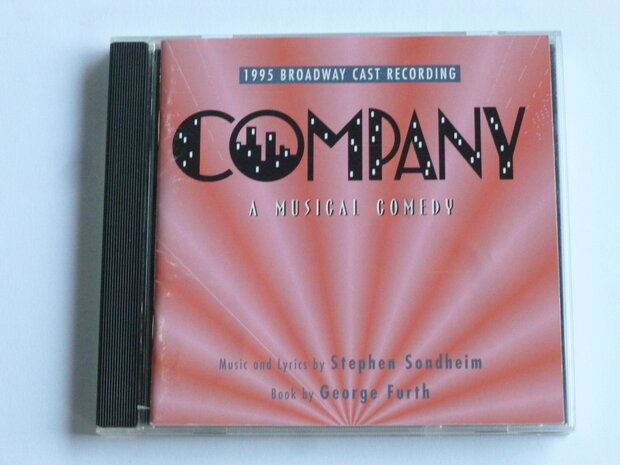 1995 BROADWAY CAST RECORDING
COMPANY
A MUSICAL COMEDY
Music and Lyrics by Stephen Sondheim
Book by George Furth